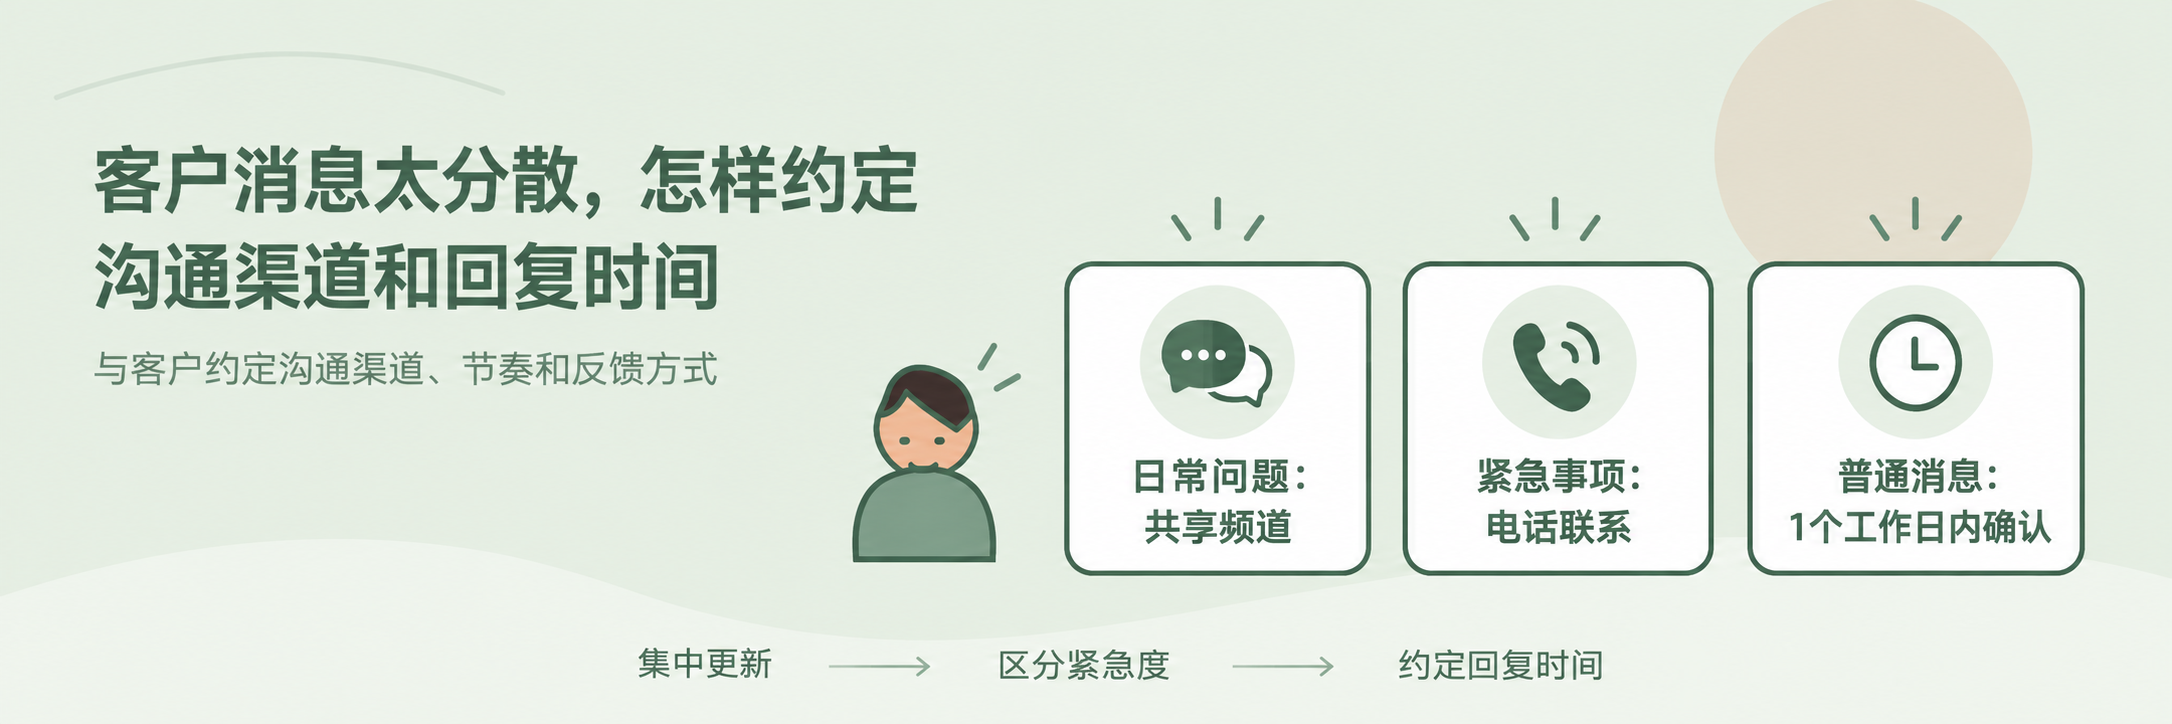 客户消息太分散，怎样约定
沟通渠道和回复时间
与客户约定沟通渠道、节奏和反馈方式
日常问题：
共享频道
紧急事项：
电话联系
普通消息：
1个工作日内确认
集中更新
区分紧急度
约定回复时间